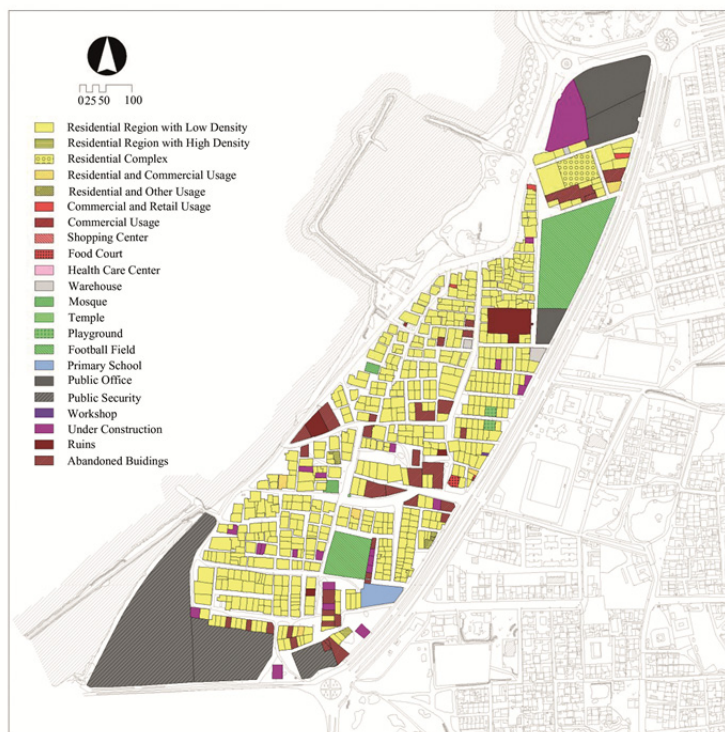 0 25 50 100
Residential Region with Low Density
Residential Region with High Density
Residential Complex
Residential and Commercial Usage
Residential and Other Usage
Commercial and Retail Usage
Commercial Usage
Shopping Center
Food Court
Health Care Center
Warehouse
Mosque
Temple
Playground
Football Field
Primary School
Public Office
Public Security
Workshop
Under Construction
Ruins
Abandoned Buidings